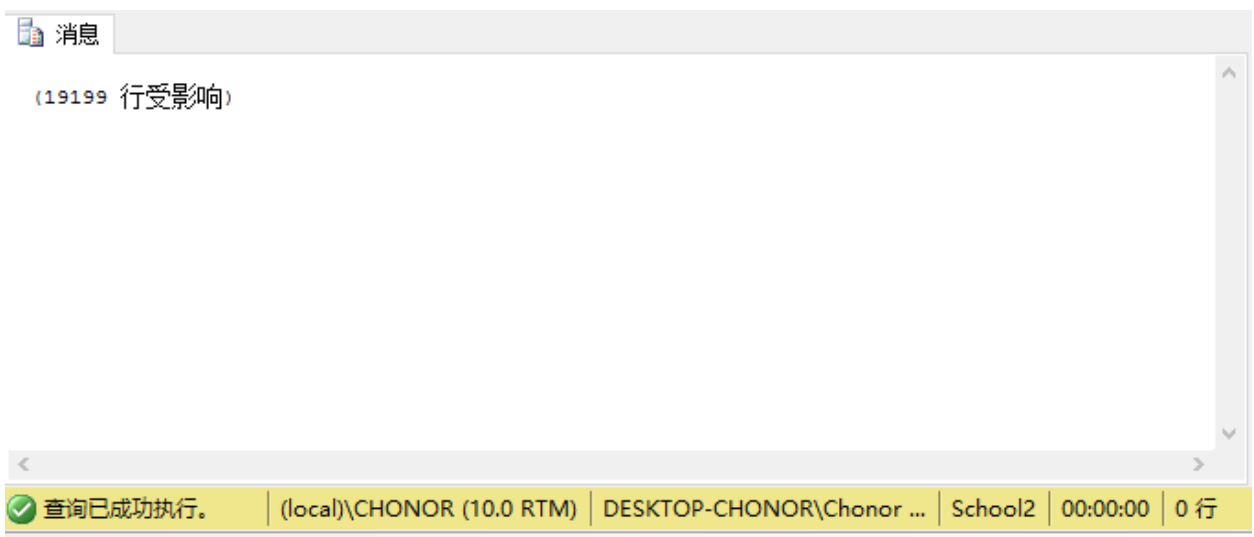 消息
(19199 行受影响)
查询已成功执行。 (local)\CHONOR (10.0 RTM) DESKTOP-CHONOR\Chonor ... School2 00:00:00 0 行